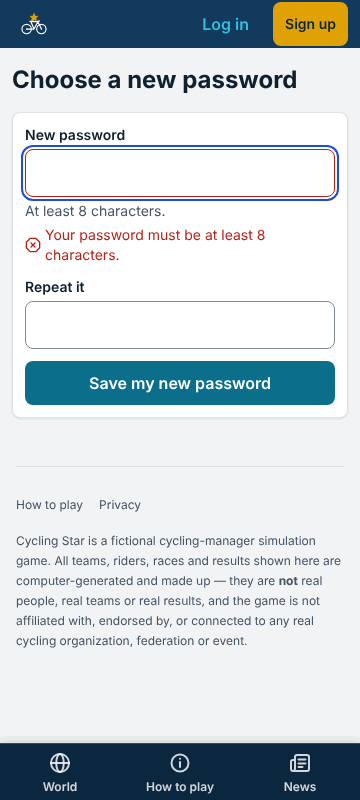 Log in
Sign up
Choose a new password
New password
At least 8 characters.
Your password must be at least 8
characters.
Repeat it
Save my new password
How to play
Privacy
Cycling Star is a fictional cycling-manager simulation
game. All teams, riders, races and results shown here are
computer-generated and made up — they are not real
people, real teams or real results, and the game is not
affiliated with, endorsed by, or connected to any real
cycling organization, federation or event.
World
How to play
News